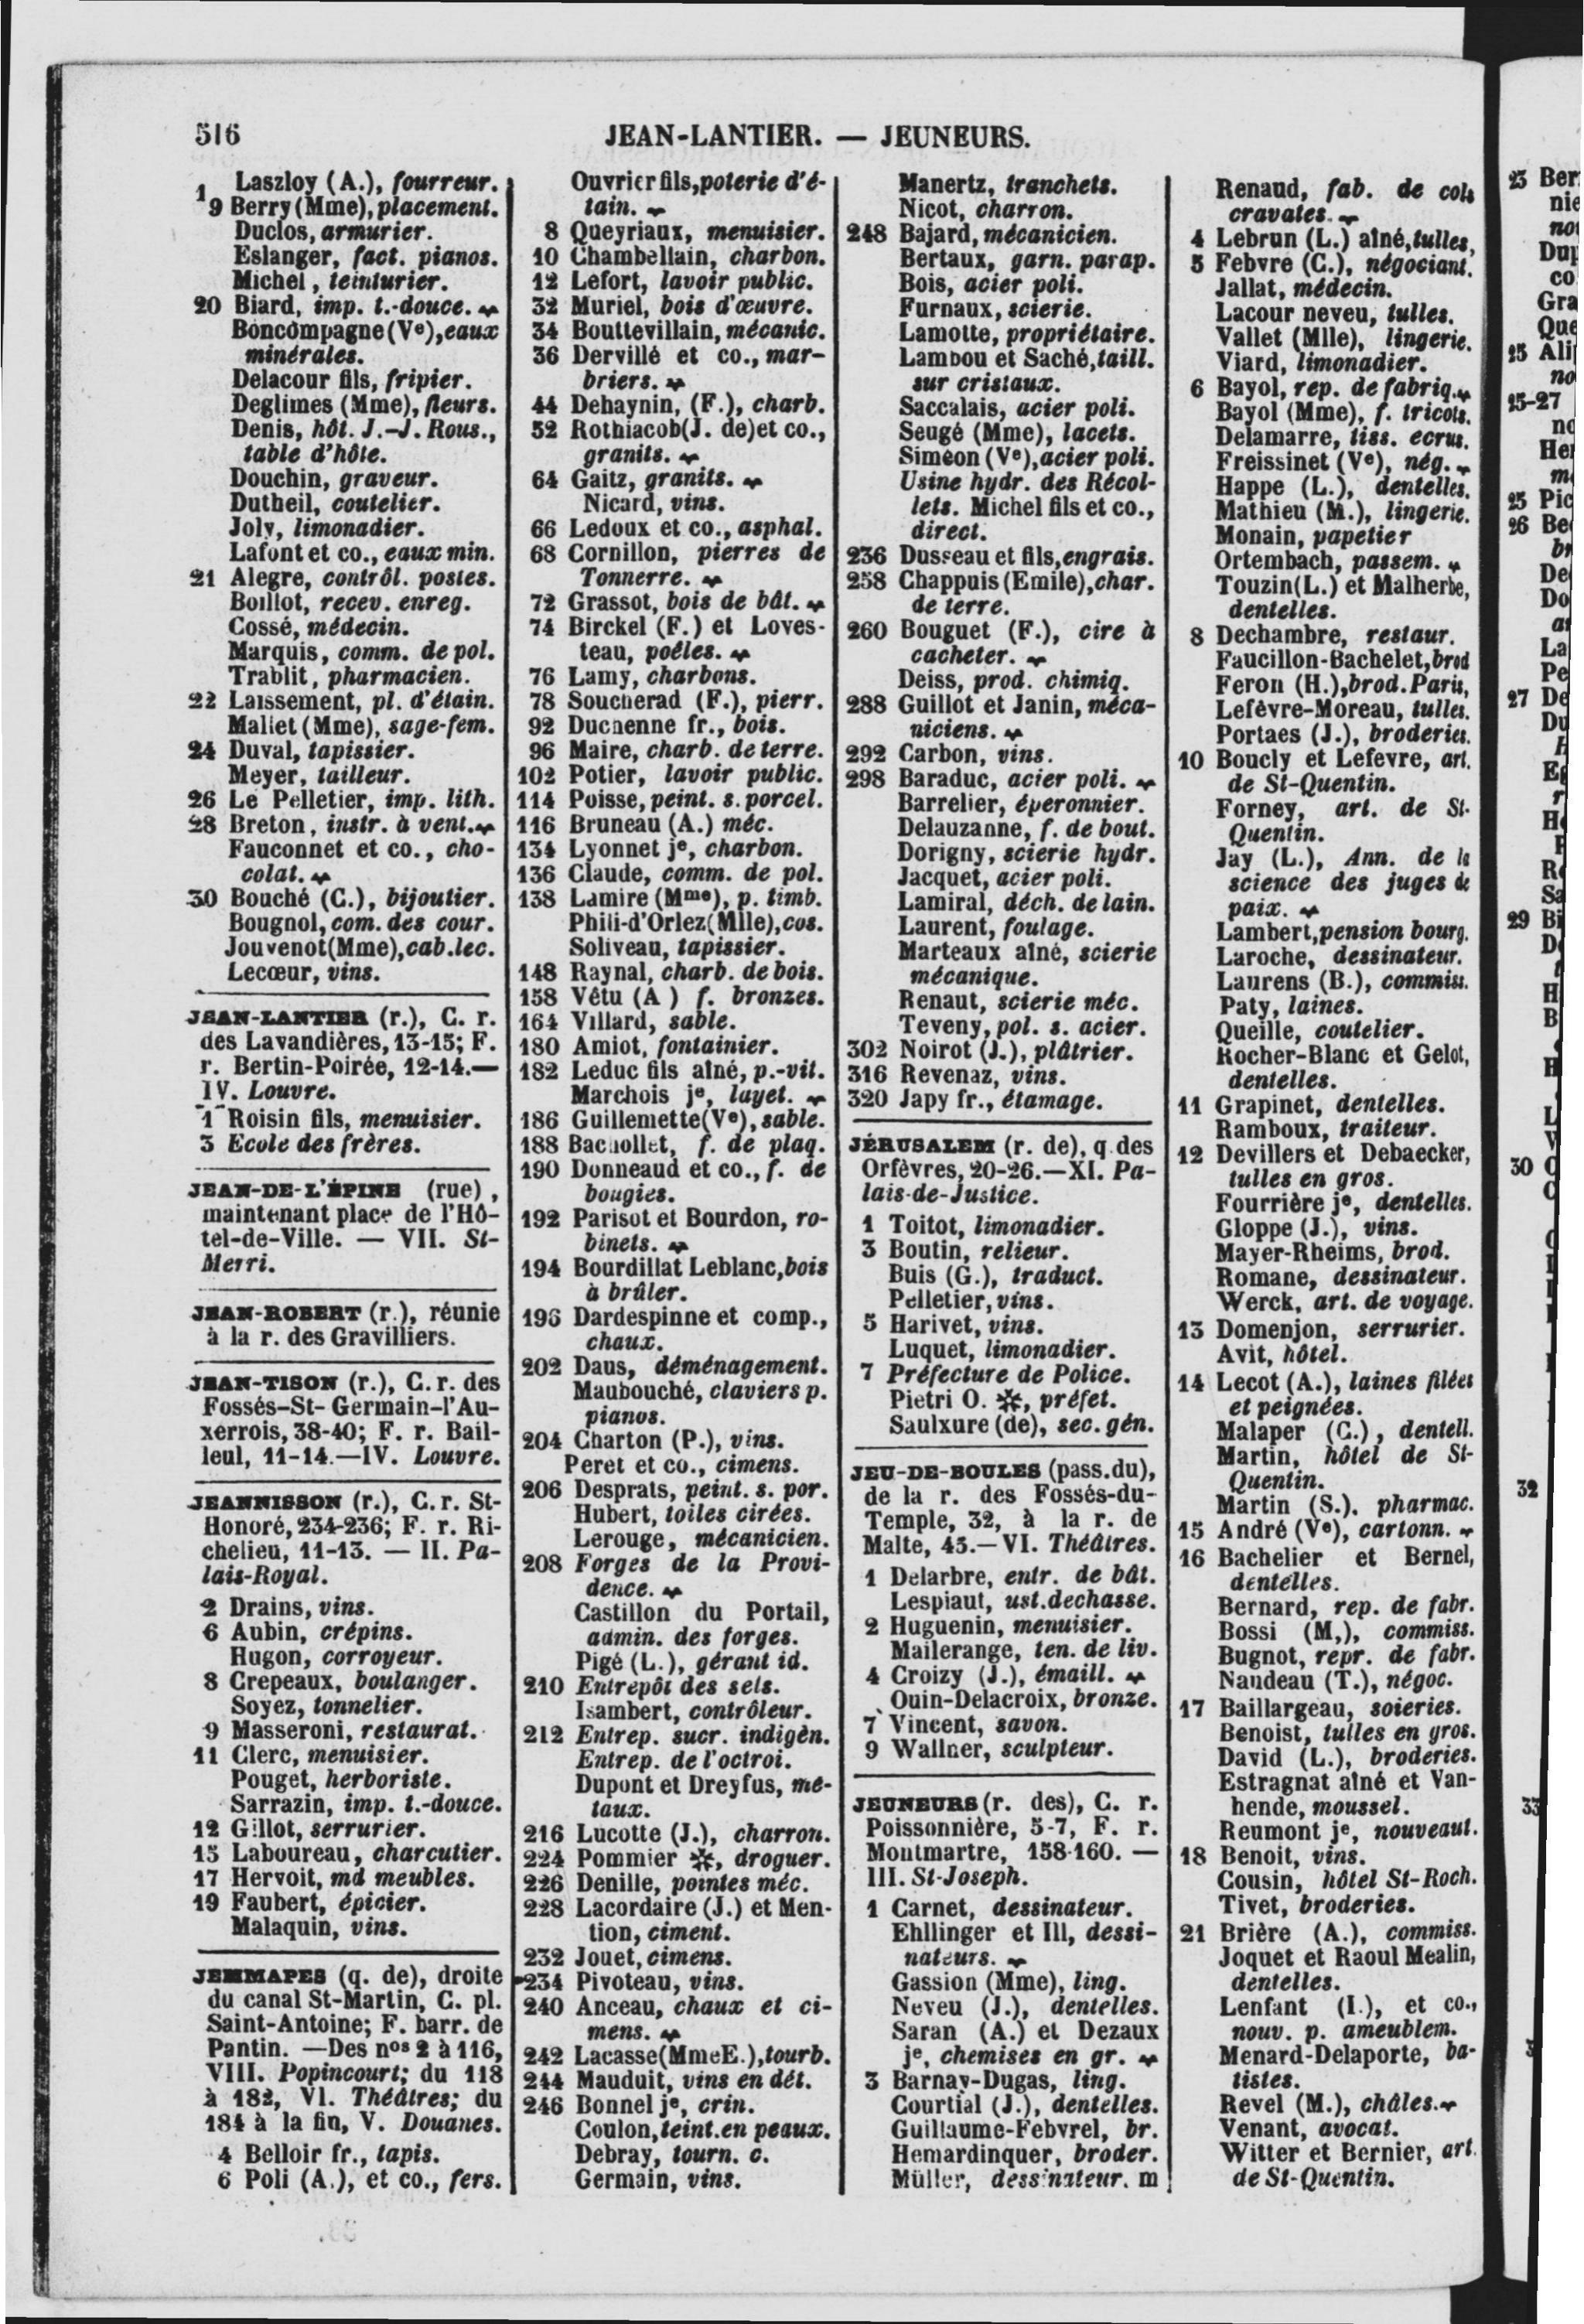 516
JEAN-LANTIER. — JEUNEURS.
Laszloy (A.), fourreur.
19 Berry (Mme), placement.
Duclos, armurier.
Eslanger, fact. pianos.
Michel, teinturier.
20 Biard, imp. t.-douce.
Boncompagne (Ve), eaux
minérales.
Delacour fils, fripier.
Deglimes (Mme), fleurs.
Denis, hôt. J.-J. Rous.,
table d'hôte.
Douchin, graveur.
Dutheil, coutelier.
Joly, limonadier.
Lafont et co., eaux min.
21 Alegre, contrôl. postes.
Boillot, recev. enreg.
Cossé, médecin.
Marquis, comm. de pol.
Trablit, pharmacien.
22 Laissement, pl. d'étain.
Mallet (Mme), sage-fem.
24 Duval, tapissier.
Meyer, tailleur.
26 Le Pelletier, imp. lith.
28 Breton, instr. à vent.
Fauconnet et co., cho-
colat.
30 Bouché (C.), bijoutier.
Bougnol, com. des cour.
Jouvenot (Mme), cab. lec.
Lecœur, vins.
JEAN-LANTIER (r.), C. r.
des Lavandières, 13-15; F.
r. Bertin-Poirée, 12-14.—
IV. Louvre.
1 Roisin fils, menuisier.
3 Ecole des frères.
JEAN-DE-L'ÉPINE (rue),
maintenant place de l'Hô-
tel-de-Ville. — VII. St-
Merri.
JEAN-ROBERT (r.), réunie
à la r. des Gravilliers.
JEAN-TISON (r.), C. r. des
Fossés-St-Germain-l'Au-
xerrois, 38-40; F. r. Bail-
leul, 11-14.—IV. Louvre.
JEANNISSON (r.), C. r. St-
Honoré, 234-236; F. r. Ri-
chelieu, 11-13. — II. Pa-
lais-Royal.
2 Drains, vins.
6 Aubin, crépins.
Hugon, corroyeur.
8 Crepeaux, boulanger.
Soyez, tonnelier.
9 Masseroni, restaurat.
11 Clerc, menuisier.
Pouget, herboriste.
Sarrazin, imp. t.-douce.
12 Gillot, serrurier.
15 Laboureau, charcutier.
17 Hervoit, md meubles.
19 Faubert, épicier.
Malaquin, vins.
JEMMAPES (q. de), droite
du canal St-Martin, C. pl.
Saint-Antoine; F. barr. de
Pantin. —Des nos 2 à 116,
VIII. Popincourt; du 118
à 182, VI. Théâtres; du
184 à la fin, V. Douanes.
4 Belloir fr., tapis.
6 Poli (A.), et co., fers.
Ouvrier fils, poterie d'é-
tain.
8 Queyriaux, menuisier.
10 Chambellain, charbon.
12 Lefort, lavoir public.
32 Muriel, bois d'œuvre.
34 Bouttevillain, mécanic.
36 Dervillé et co., mar-
briers.
44 Dehaynin, (F.), charb.
52 Rothiacob (J. de) et co.,
granits.
64 Gaitz, granits.
Nicard, vins.
66 Ledoux et co., asphal.
68 Cornillon, pierres de
Tonnerre.
72 Grassot, bois de bât.
74 Birckel (F.) et Loves-
teau, poêles.
76 Lamy, charbons.
78 Soucherad (F.), pierr.
92 Duchenne fr., bois.
96 Maire, charb. de terre.
102 Potier, lavoir public.
114 Poisse, peint. s. porcel.
116 Bruneau (A.) méc.
134 Lyonnet je, charbon.
136 Claude, comm. de pol.
138 Lamire (Mme), p. timb.
Phili-d'Orlez (Mlle), cos.
Soliveau, tapissier.
148 Raynal, charb. de bois.
158 Vêtu (A ) f. bronzes.
164 Villard, sable.
180 Amiot, fontainier.
182 Leduc fils aîné, p.-vit.
Marchois je, layet.
186 Guillemette (Ve), sable.
188 Bachollet, f. de plaq.
190 Donneaud et co., f. de
bougies.
192 Parisot et Bourdon, ro-
binets.
194 Bourdillat Leblanc, bois
à brûler.
196 Dardespinne et comp.,
chaux.
202 Daus, déménagement.
Maubouché, claviers p.
pianos.
204 Charton (P.), vins.
Peret et co., cimens.
206 Desprats, peint. s. por.
Hubert, toiles cirées.
Lerouge, mécanicien.
208 Forges de la Provi-
dence.
Castillon du Portail,
admin. des forges.
Pigé (L.), gérant id.
210 Entrepôt des sels.
Isambert, contrôleur.
212 Entrep. sucr. indigèn.
Entrep. de l'octroi.
Dupont et Dreyfus, mé-
taux.
216 Lucotte (J.), charron.
224 Pommier ✻, droguer.
226 Denille, pointes méc.
228 Lacordaire (J.) et Men-
tion, ciment.
232 Jouet, cimens.
234 Pivoteau, vins.
240 Anceau, chaux et ci-
mens.
242 Lacasse (Mme E.), tourb.
244 Mauduit, vins en dét.
246 Bonnel je, crin.
Coulon, teint. en peaux.
Debray, tourn. c.
Germain, vins.
Manertz, tranchets.
Nicot, charron.
248 Bajard, mécanicien.
Bertaux, garn. parap.
Bois, acier poli.
Furnaux, scierie.
Lamotte, propriétaire.
Lambou et Saché, taill.
sur cristaux.
Saccalais, acier poli.
Seugé (Mme), lacets.
Siméon (Ve), acier poli.
Usine hydr. des Récol-
lets. Michel fils et co.,
direct.
236 Dusseau et fils, engrais.
258 Chappuis (Emile), char.
de terre.
260 Bouguet (F.), cire à
cacheter.
Deiss, prod. chimiq.
288 Guillot et Janin, méca-
niciens.
292 Carbon, vins.
298 Baraduc, acier poli.
Barrelier, éperonnier.
Delauzanne, f. de bout.
Dorigny, scierie hydr.
Jacquet, acier poli.
Lamiral, déch. de lain.
Laurent, foulage.
Marteaux aîné, scierie
mécanique.
Renaut, scierie méc.
Teveny, pol. s. acier.
302 Noirot (J.), plâtrier.
316 Revenaz, vins.
320 Japy fr., étamage.
JÉRUSALEM (r. de), q. des
Orfèvres, 20-26.—XI. Pa-
lais-de-Justice.
1 Toitot, limonadier.
3 Boutin, relieur.
Buis (G.), traduct.
Pelletier, vins.
5 Harivet, vins.
Luquet, limonadier.
7 Préfecture de Police.
Pietri O. ✻, préfet.
Saulxure (de), sec. gén.
JEU-DE-BOULES (pass. du),
de la r. des Fossés-du-
Temple, 32, à la r. de
Malte, 45.—VI. Théâtres.
1 Delarbre, entr. de bât.
Lespiaut, ust. de chasse.
2 Huguenin, menuisier.
Mailerange, ten. de liv.
4 Croizy (J.), émaill.
Ouin-Delacroix, bronze.
7 Vincent, savon.
9 Wallner, sculpteur.
JEUNEURS (r. des), C. r.
Poissonnière, 5-7, F. r.
Montmartre, 158-160. —
III. St-Joseph.
1 Carnet, dessinateur.
Ehllinger et Ill, dessi-
nateurs.
Gassion (Mme), ling.
Neveu (J.), dentelles.
Saran (A.) et Dezaux
je, chemises en gr.
3 Barnay-Dugas, ling.
Courtial (J.), dentelles.
Guillaume-Febvrel, br.
Hemardinquer, broder.
Müller, dessinateur. m
Renaud, fab. de cols
cravates.
4 Lebrun (L.) aîné, tulles.
5 Febvre (C.), négociant.
Jallat, médecin.
Lacour neveu, tulles.
Vallet (Mlle), lingerie.
Viard, limonadier.
6 Bayol, rep. de fabriq.
Bayol (Mme), f. tricots.
Delamarre, tiss. ecrus.
Freissinet (Ve), nég.
Happe (L.), dentelles.
Mathieu (M.), lingerie.
Monain, papetier
Ortembach, passem.
Touzin (L.) et Malherbe,
dentelles.
8 Dechambre, restaur.
Faucillon-Bachelet, brod
Feron (H.), brod. Paris,
Lefèvre-Moreau, tulles.
Portaes (J.), broderies.
10 Boucly et Lefevre, art.
de St-Quentin.
Forney, art. de St-
Quentin.
Jay (L.), Ann. de la
science des juges de
paix.
Lambert, pension bourg.
Laroche, dessinateur.
Laurens (B.), commiss.
Paty, laines.
Queille, coutelier.
Rocher-Blanc et Gelot,
dentelles.
11 Grapinet, dentelles.
Ramboux, traiteur.
12 Devillers et Debaecker,
tulles en gros.
Fourrière je, dentelles.
Gloppe (J.), vins.
Mayer-Rheims, brod.
Romane, dessinateur.
Werck, art. de voyage.
13 Domenjon, serrurier.
Avit, hôtel.
14 Lecot (A.), laines filées
et peignées.
Malaper (C.), dentell.
Martin, hôtel de St-
Quentin.
Martin (S.), pharmac.
15 André (Ve), cartonn.
16 Bachelier et Bernel,
dentelles.
Bernard, rep. de fabr.
Bossi (M,), commiss.
Bugnot, repr. de fabr.
Naudeau (T.), négoc.
17 Baillargeau, soieries.
Benoist, tulles en gros.
David (L.), broderies.
Estragnat aîné et Van-
hende, moussel.
Reumont je, nouveaut.
18 Benoit, vins.
Cousin, hôtel St-Roch.
Tivet, broderies.
21 Brière (A.), commiss.
Joquet et Raoul Mealin,
dentelles.
Lenfant (I.), et co.,
nouv. p. ameublem.
Menard-Delaporte, ba-
tistes.
Revel (M.), châles.
Venant, avocat.
Witter et Bernier, art.
de St-Quentin.